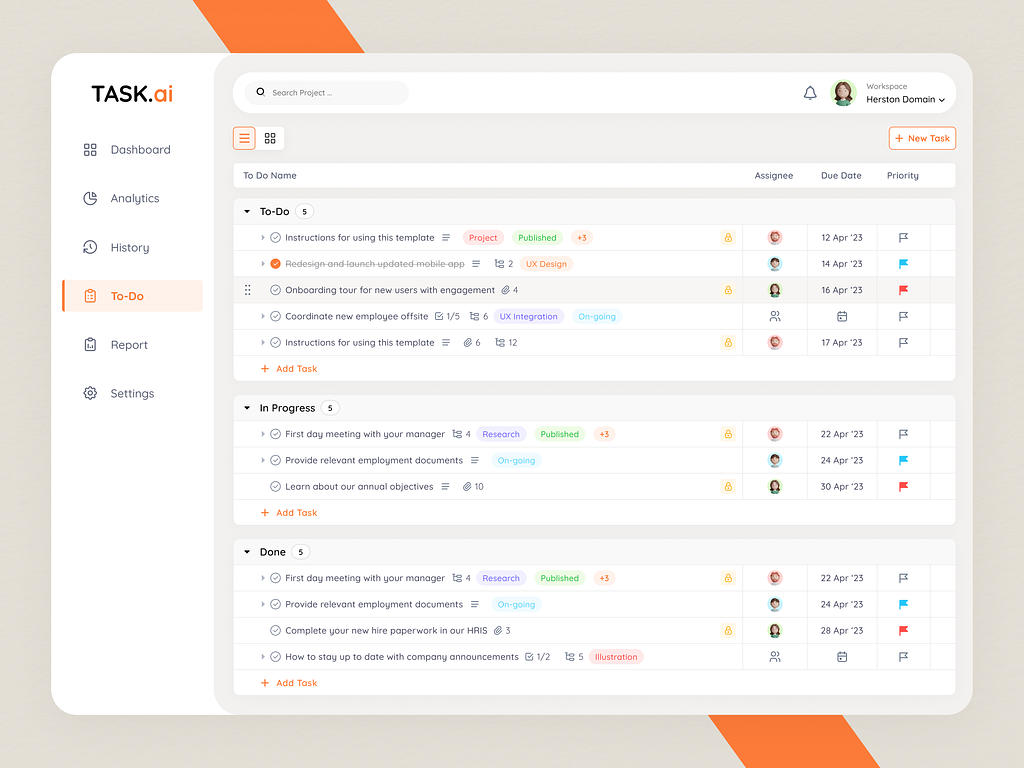 TASK.ai
Dashboard
Analytics
History
To-Do
Report
Settings
Search Project ...
Workspace
Herston Domain
+ New Task
To Do Name Assignee Due Date Priority
To-Do 5
Instructions for using this template Project Published +3 12 Apr '23
Redesign and launch updated mobile app 2 UX Design 14 Apr '23
Onboarding tour for new users with engagement 4 16 Apr '23
Coordinate new employee offsite 1/5 6 UX Integration On-going
Instructions for using this template 6 12 17 Apr '23
+ Add Task
In Progress 5
First day meeting with your manager 4 Research Published +3 22 Apr '23
Provide relevant employment documents On-going 24 Apr '23
Learn about our annual objectives 10 30 Apr '23
+ Add Task
Done 5
First day meeting with your manager 4 Research Published +3 22 Apr '23
Provide relevant employment documents On-going 24 Apr '23
Complete your new hire paperwork in our HRIS 3 28 Apr '23
How to stay up to date with company announcements 1/2 5 Illustration
+ Add Task